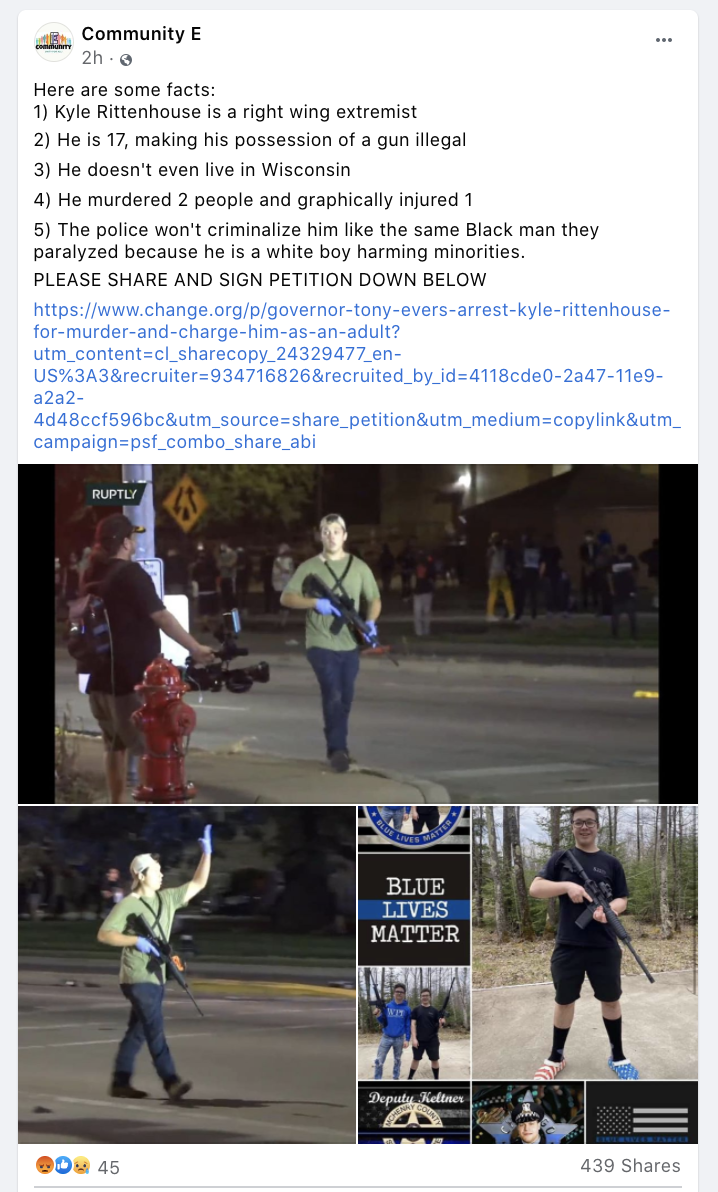 COMMUNITY
Community E
2h ·
Here are some facts:
1) Kyle Rittenhouse is a right wing extremist
2) He is 17, making his possession of a gun illegal
3) He doesn't even live in Wisconsin
4) He murdered 2 people and graphically injured 1
5) The police won't criminalize him like the same Black man they
paralyzed because he is a white boy harming minorities.
PLEASE SHARE AND SIGN PETITION DOWN BELOW
https://www.change.org/p/governor-tony-evers-arrest-kyle-rittenhouse-
for-murder-and-charge-him-as-an-adult?
utm_content=cl_sharecopy_24329477_en-
US%3A3&recruiter=934716826&recruited_by_id=4118cde0-2a47-11e9-
a2a2-
4d48ccf596bc&utm_source=share_petition&utm_medium=copylink&utm_
campaign=psf_combo_share_abi
RUPTLY
BLUE LIVES MATTER
BLUE
LIVES
MATTER
Deputy Keltner
MCHENRY COUNTY
BLUE LIVES MATTER
45
439 Shares